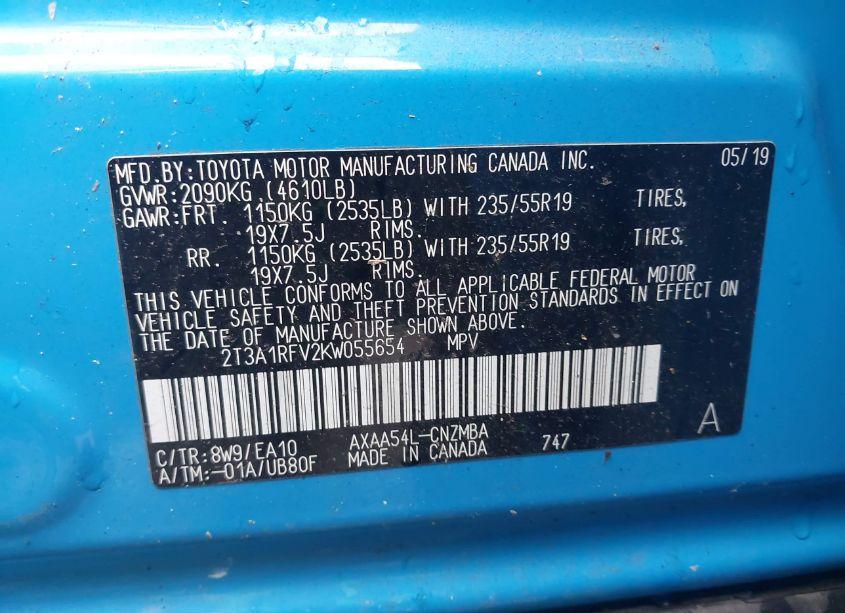 MFD.BY:TOYOTA MOTOR MANUFACTURING CANADA INC. 05/19
GVWR:2090KG (4610LB)
GAWR:FRT. 1150KG (2535LB) WITH 235/55R19 TIRES,
19X7.5J RIMS.
RR. 1150KG (2535LB) WITH 235/55R19 TIRES,
19X7.5J RIMS.
THIS VEHICLE CONFORMS TO ALL APPLICABLE FEDERAL MOTOR
VEHICLE SAFETY AND THEFT PREVENTION STANDARDS IN EFFECT ON
THE DATE OF MANUFACTURE SHOWN ABOVE.
2T3A1RFV2KW055654 MPV
C/TR:8W9/EA10 AXAA54L-CNZMBA 747 A
A/TM:-01A/UB80F MADE IN CANADA